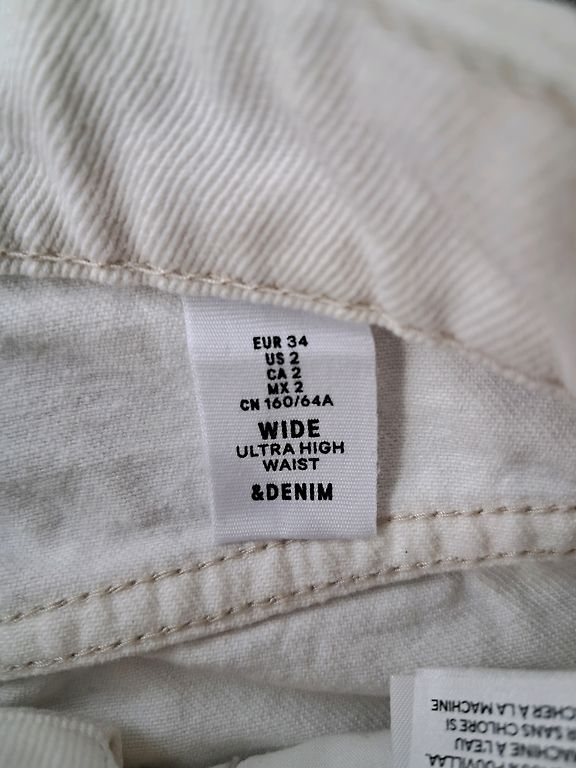 EUR 34
US 2
CA 2
MX 2
CN 160/64A
WIDE
ULTRA HIGH
WAIST
&DENIM
MACHINE À L'EAU
R SANS CHLORE SI
CHER À LA MACHINE